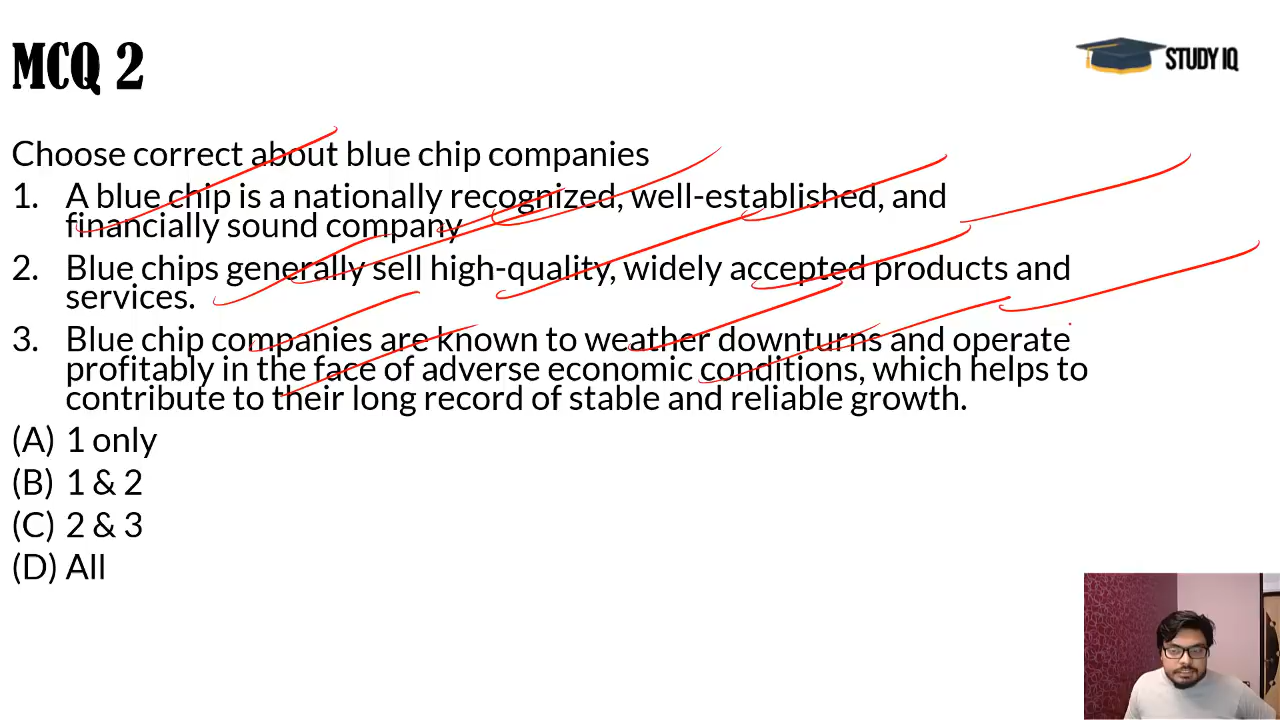 MCQ 2
STUDY IQ
Choose correct about blue chip companies
1. A blue chip is a nationally recognized, well-established, and
financially sound company
2. Blue chips generally sell high-quality, widely accepted products and
services.
3. Blue chip companies are known to weather downturns and operate
profitably in the face of adverse economic conditions, which helps to
contribute to their long record of stable and reliable growth.
(A) 1 only
(B) 1 & 2
(C) 2 & 3
(D) All